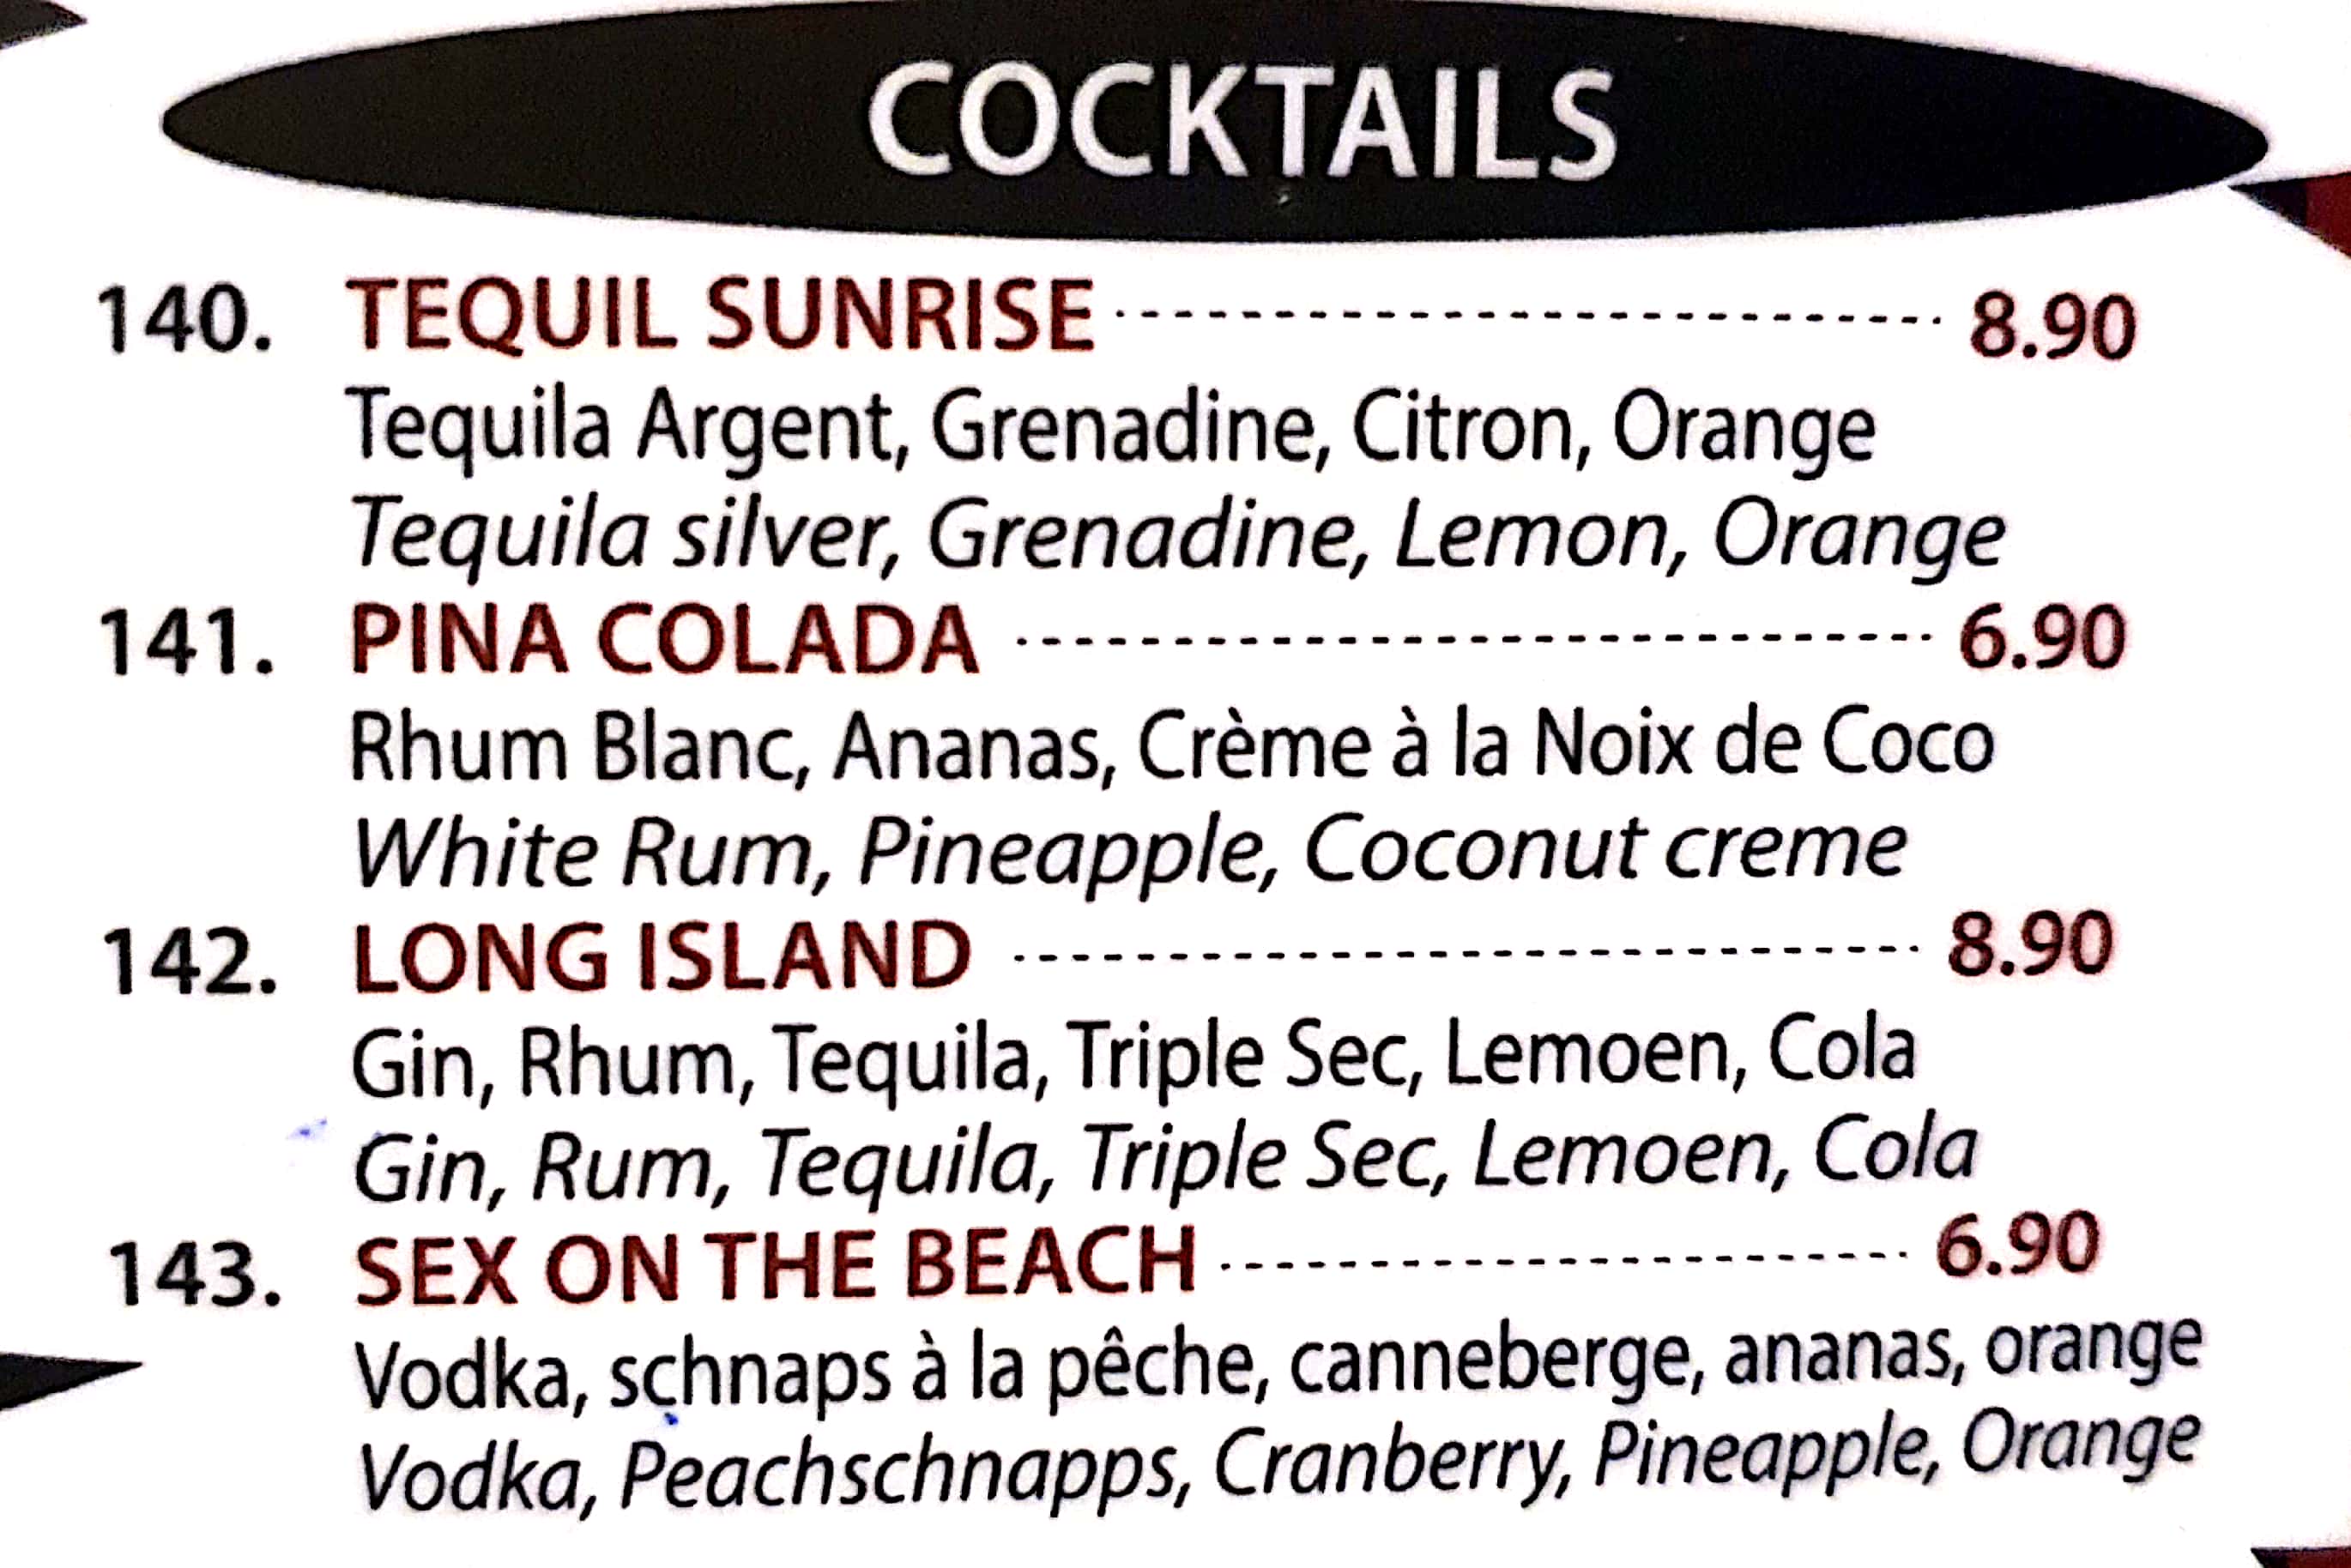 COCKTAILS
140. TEQUIL SUNRISE 8.90
Tequila Argent, Grenadine, Citron, Orange
Tequila silver, Grenadine, Lemon, Orange
141. PINA COLADA 6.90
Rhum Blanc, Ananas, Crème à la Noix de Coco
White Rum, Pineapple, Coconut creme
142. LONG ISLAND 8.90
Gin, Rhum, Tequila, Triple Sec, Lemoen, Cola
Gin, Rum, Tequila, Triple Sec, Lemoen, Cola
143. SEX ON THE BEACH 6.90
Vodka, schnaps à la pêche, canneberge, ananas, orange
Vodka, Peachschnapps, Cranberry, Pineapple, Orange